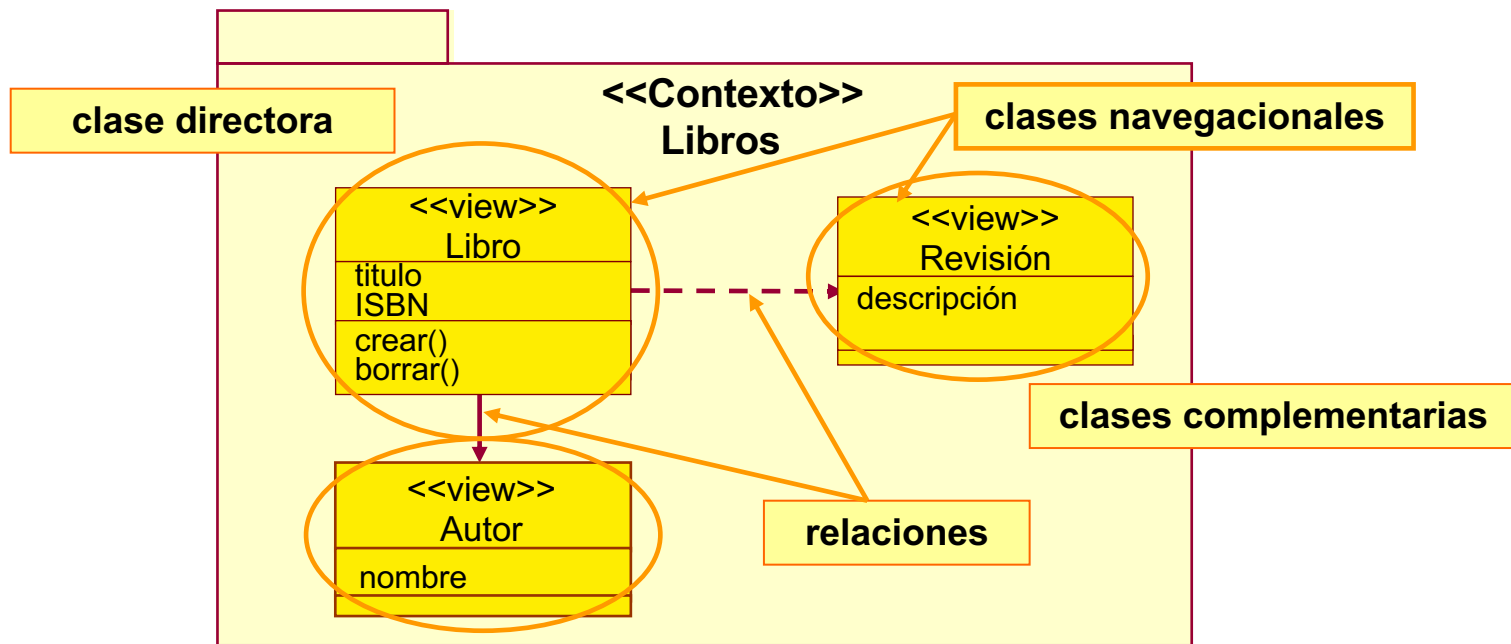 <<Contexto>>
Libros
clase directora
clases navegacionales
<<view>>
Libro
titulo
ISBN
crear()
borrar()
<<view>>
Revisión
descripción
clases complementarias
<<view>>
Autor
nombre
relaciones